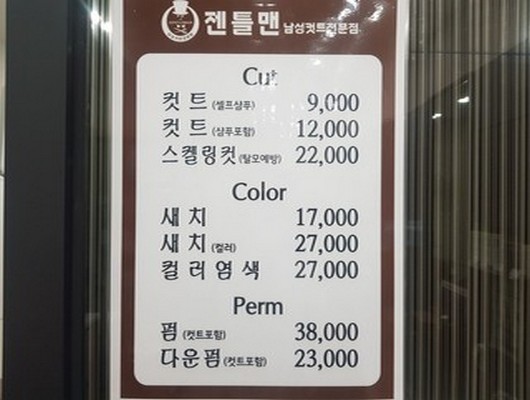 젠틀맨 남성컷트전문점
Cut
컷 트 (셀프샴푸) 9,000
컷 트 (샴푸포함) 12,000
스켈링컷 (탈모예방) 22,000
Color
새 치 17,000
새 치 (컬러) 27,000
컬 러 염 색 27,000
Perm
펌 (컷트포함) 38,000
다운펌 (컷트포함) 23,000